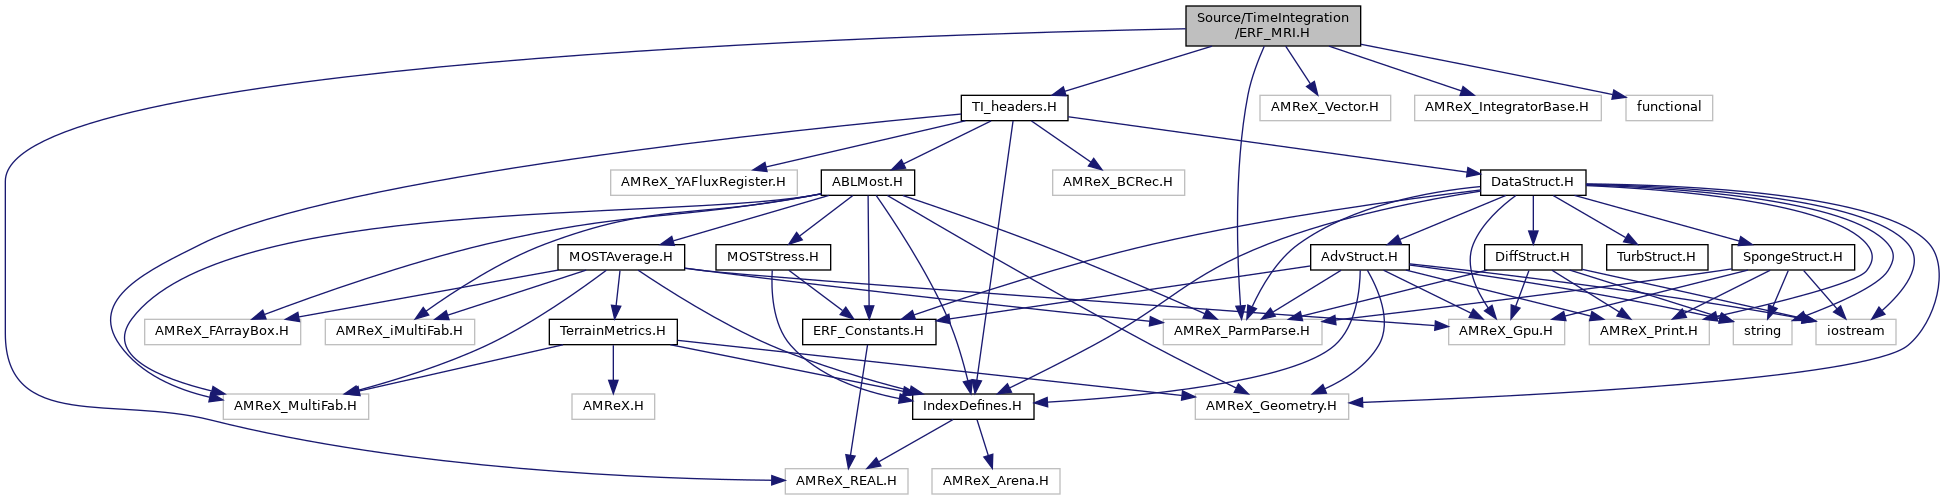 Source/TimeIntegration
/ERF_MRI.H
TI_headers.H
AMReX_Vector.H
AMReX_IntegratorBase.H
functional
AMReX_YAFluxRegister.H
ABLMost.H
AMReX_BCRec.H
DataStruct.H
MOSTAverage.H
MOSTStress.H
AdvStruct.H
DiffStruct.H
TurbStruct.H
SpongeStruct.H
AMReX_FArrayBox.H
AMReX_iMultiFab.H
TerrainMetrics.H
ERF_Constants.H
AMReX_ParmParse.H
AMReX_Gpu.H
AMReX_Print.H
string
iostream
AMReX_MultiFab.H
AMReX.H
IndexDefines.H
AMReX_Geometry.H
AMReX_REAL.H
AMReX_Arena.H